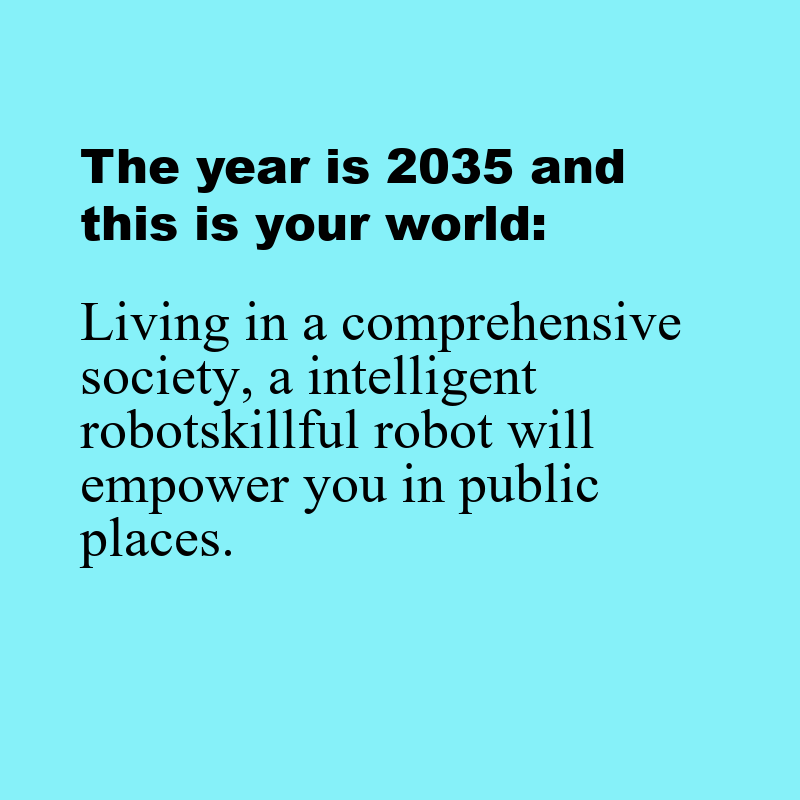 The year is 2035 and
this is your world:
Living in a comprehensive
society, a intelligent
robotskillful robot will
empower you in public
places.